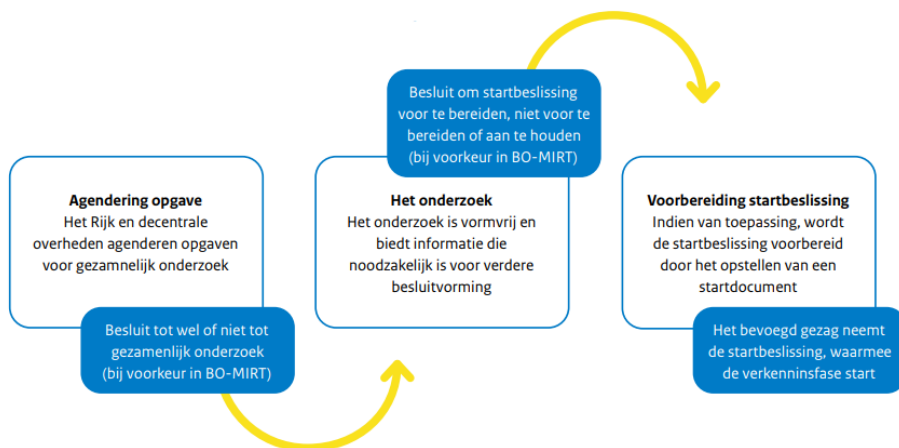 Besluit om startbeslissing
voor te bereiden, niet voor te
bereiden of aan te houden
(bij voorkeur in BO-MIRT)
Agendering opgave
Het Rijk en decentrale
overheden agenderen opgaven
voor gezamnelijk onderzoek
Besluit tot wel of niet tot
gezamenlijk onderzoek
(bij voorkeur in BO-MIRT)
Het onderzoek
Het onderzoek is vormvrij en
biedt informatie die
noodzakelijk is voor verdere
besluitvorming
Voorbereiding startbeslissing
Indien van toepassing, wordt
de startbeslissing voorbereid
door het opstellen van een
startdocument
Het bevoegd gezag neemt
de startbeslissing, waarmee
de verkenninsfase start